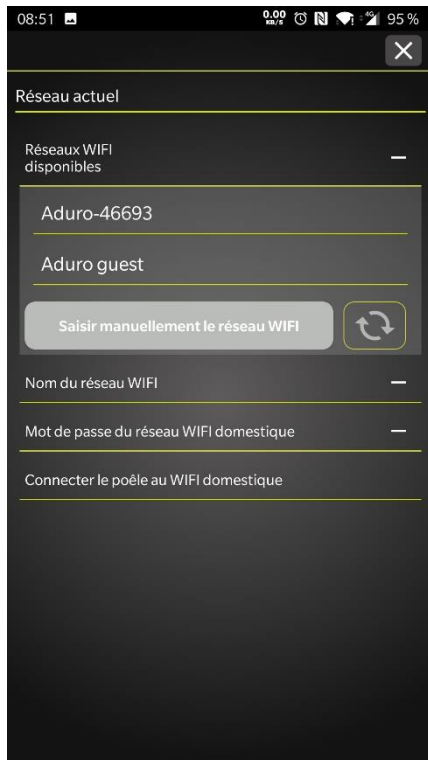 08:51 0.00 KB/S 4G 95 %
Réseau actuel
Réseaux WIFI
disponibles
Aduro-46693
Aduro guest
Saisir manuellement le réseau WIFI
Nom du réseau WIFI
Mot de passe du réseau WIFI domestique
Connecter le poêle au WIFI domestique